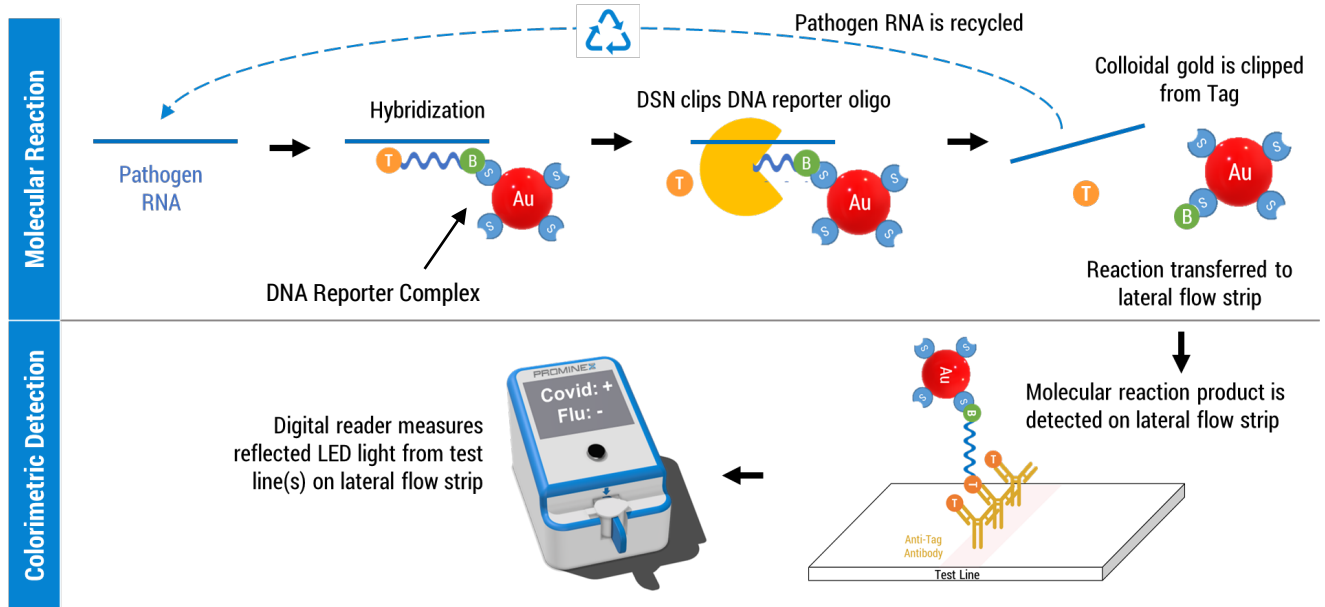 Molecular Reaction
Pathogen RNA is recycled
Pathogen
RNA
Hybridization
T
B
S
S
S
S
Au
DNA Reporter Complex
DSN clips DNA reporter oligo
T
B
S
S
S
S
Au
Colloidal gold is clipped
from Tag
T
S
S
S
S
Au
B
Reaction transferred to
lateral flow strip
Colorimetric Detection
Digital reader measures
reflected LED light from test
line(s) on lateral flow strip
PROMINEX
Covid: +
Flu: -
S
S
S
S
Au
B
T
T
T
Anti-Tag
Antibody
Test Line
Molecular reaction product is
detected on lateral flow strip